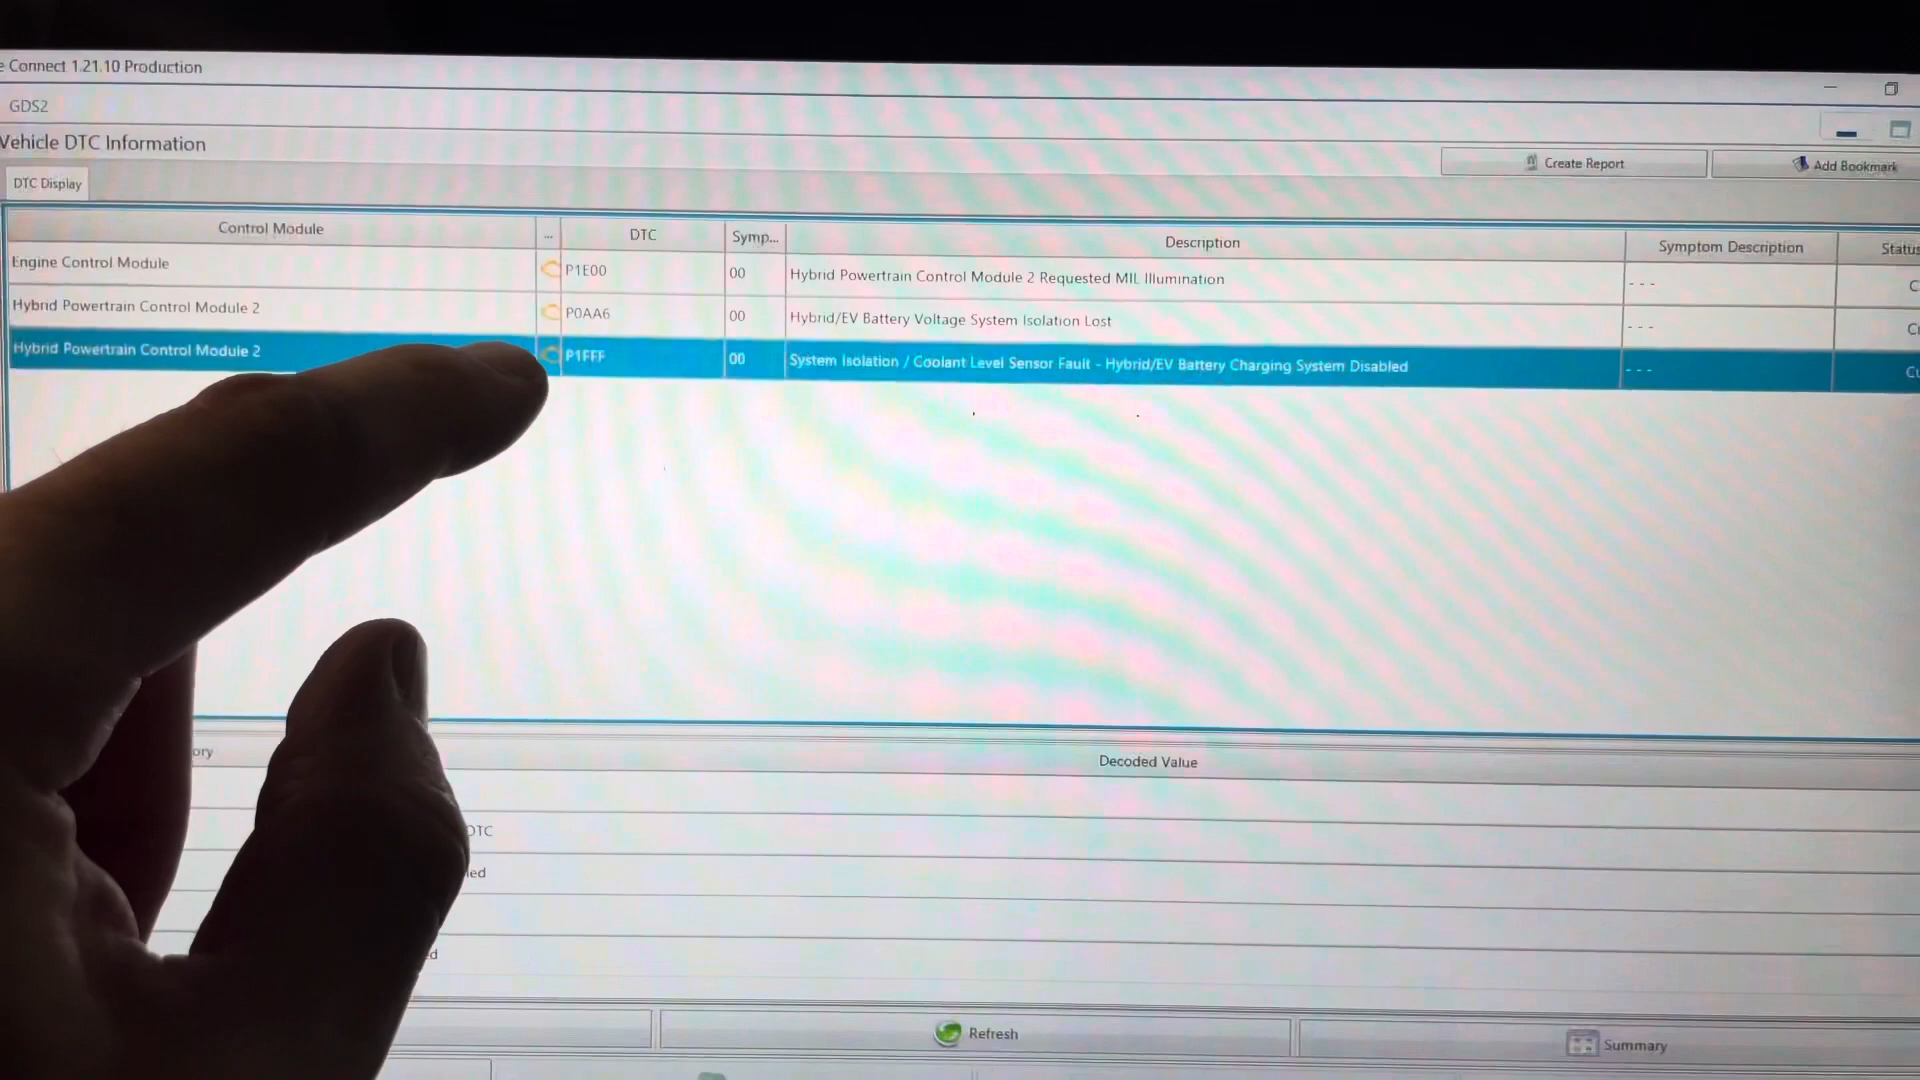 Connect 1.21.10 Production
GDS2
Vehicle DTC Information
Create Report
Add Bookmark
DTC Display
Control Module ... DTC Symp... Description Symptom Description Status
Engine Control Module P1E00 00 Hybrid Powertrain Control Module 2 Requested MIL Illumination - - -
Hybrid Powertrain Control Module 2 P0AA6 00 Hybrid/EV Battery Voltage System Isolation Lost - - -
Hybrid Powertrain Control Module 2 P1FFF 00 System Isolation / Coolant Level Sensor Fault - Hybrid/EV Battery Charging System Disabled - - -
Decoded Value
DTC
Refresh
Summary